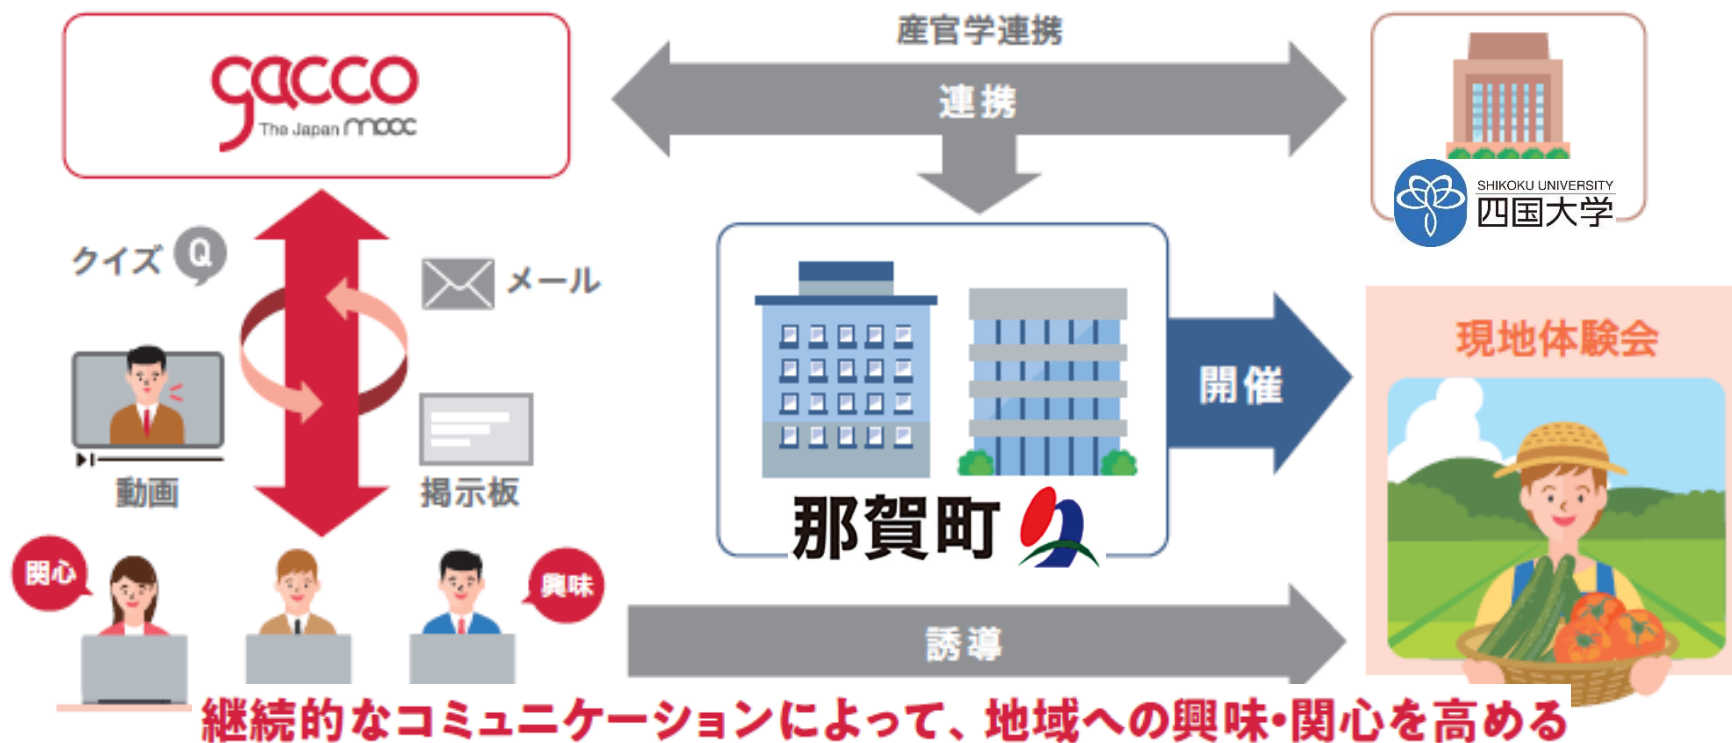 産官学連携
gacco
The Japan mooc
連携
SHIKOKU UNIVERSITY
四国大学
クイズ Q
メール
動画
掲示板
那賀町
開催
現地体験会
関心
興味
誘導
継続的なコミュニケーションによって、地域への興味・関心を高める